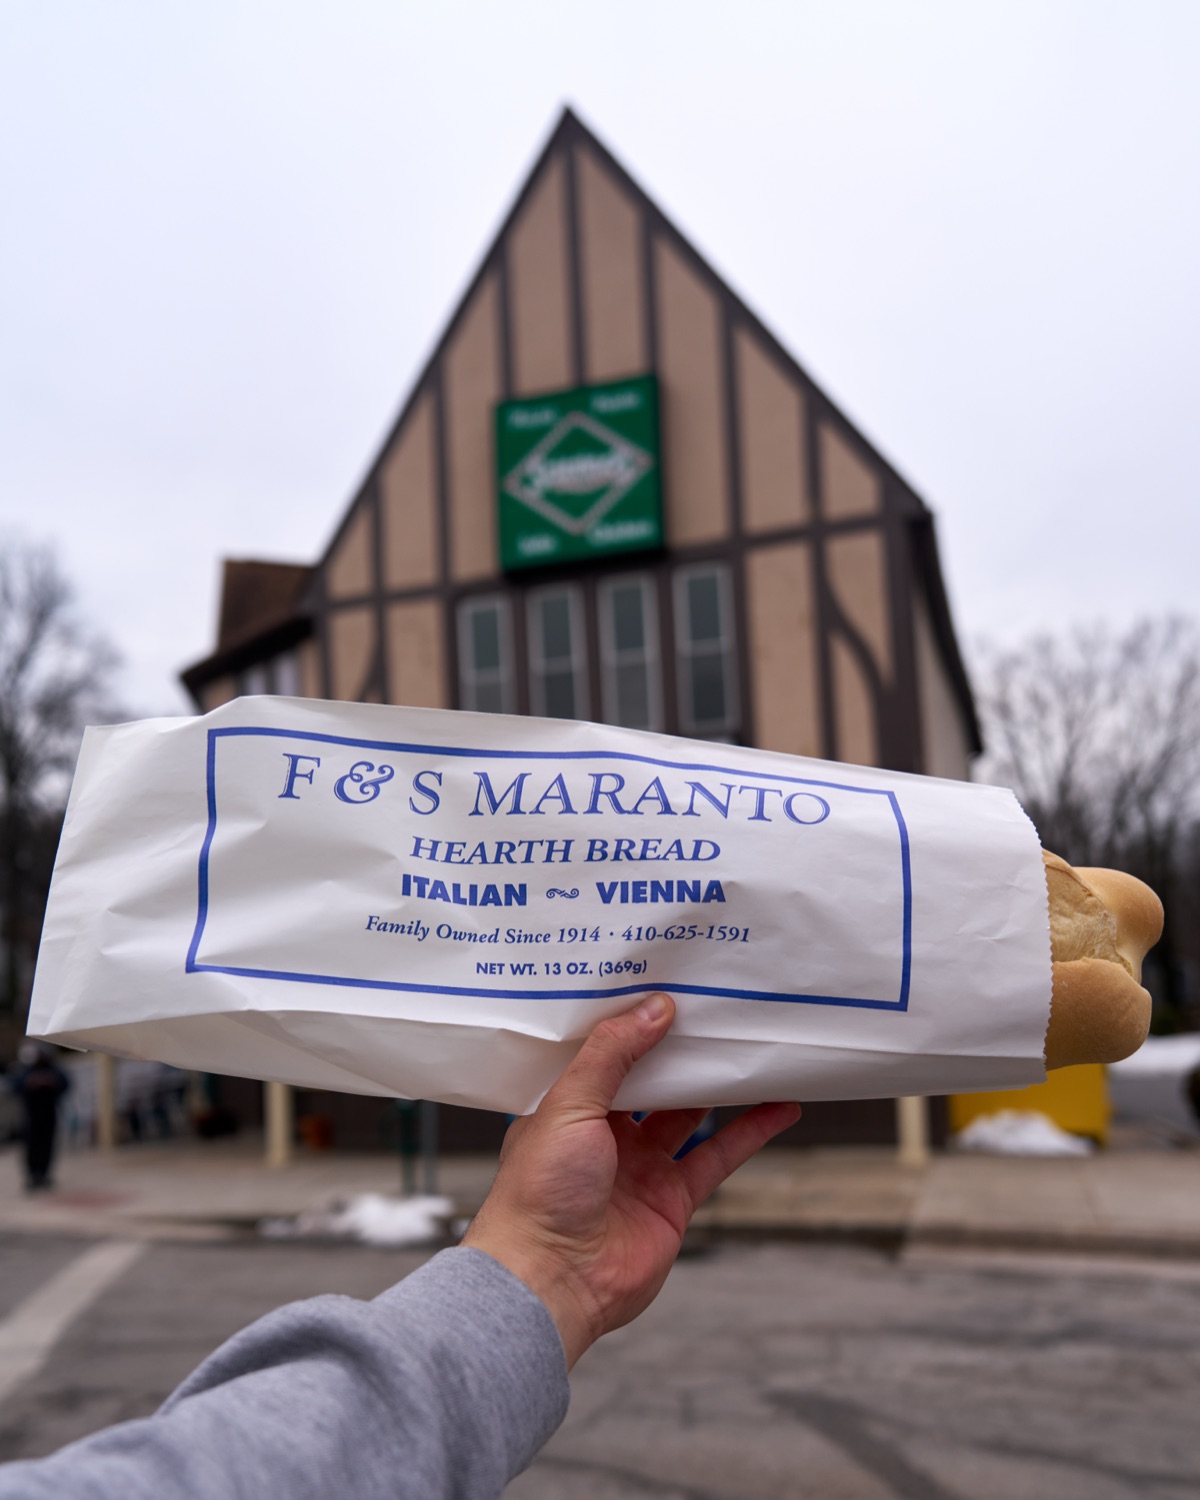 F & S MARANTO
HEARTH BREAD
ITALIAN ~ VIENNA
Family Owned Since 1914 · 410-625-1591
NET WT. 13 OZ. (369g)